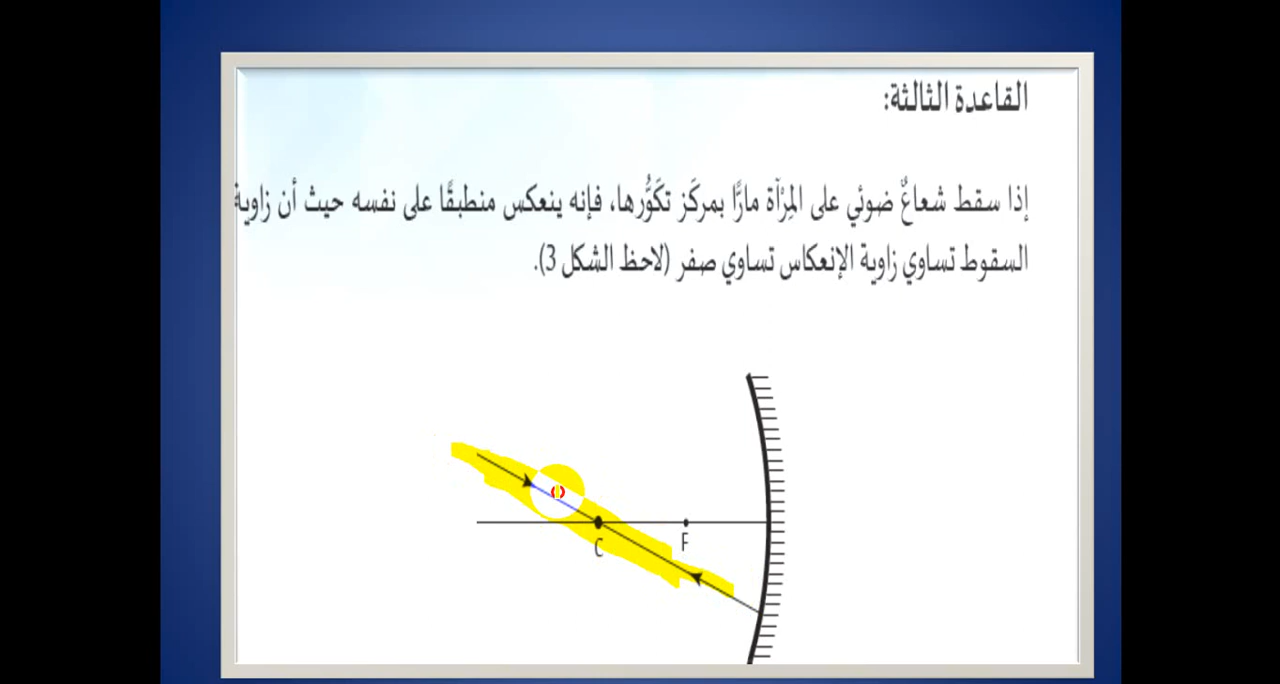 القاعدة الثالثة:
إذا سقط شعاعٌ ضوئي على المِرْآة مارًّا بمركَز تكَوُّرها، فإنه ينعكس منطبقًا على نفسه حيث أن زاوية
السقوط تساوي زاوية الإنعكاس تساوي صفر (لاحظ الشكل 3).
C
F